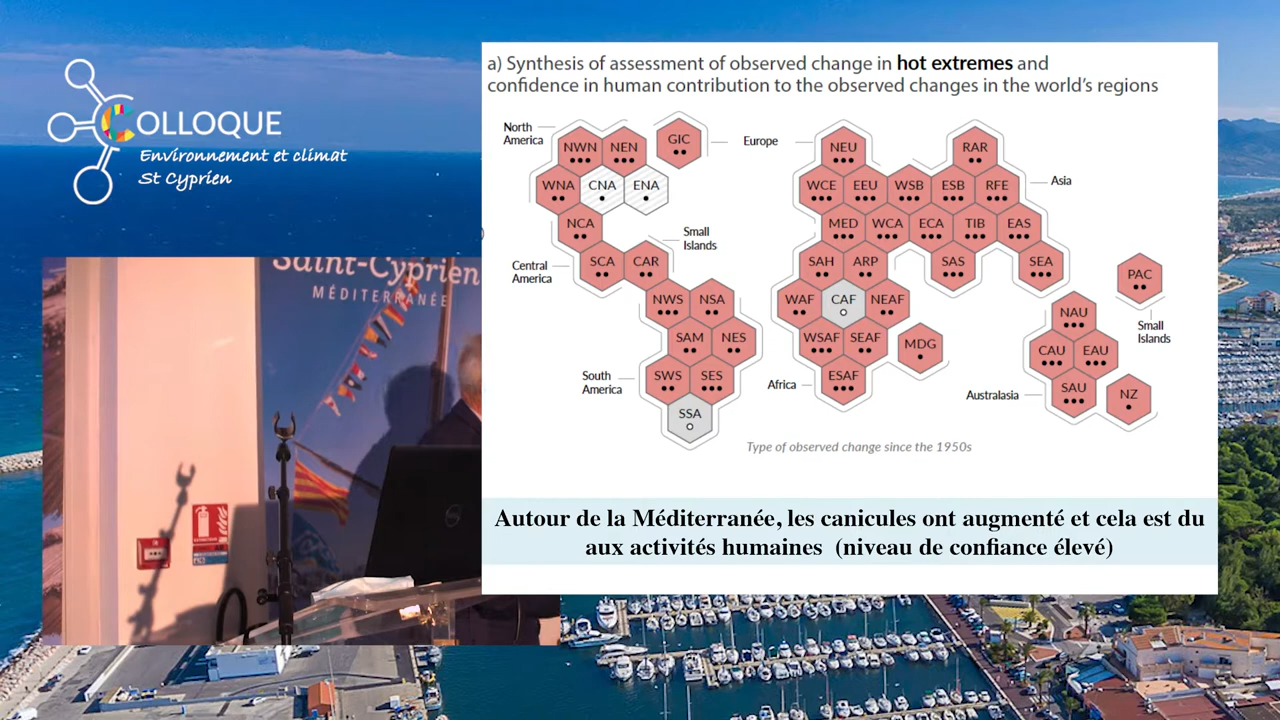 COLLOQUE
Environnement et climat
St Cyprien
Saint-Cyprien
MÉDITERRANÉE
a) Synthesis of assessment of observed change in hot extremes and
confidence in human contribution to the observed changes in the world's regions
North
America
NWN
NEN
GIC
Europe
NEU
RAR
WNA
CNA
ENA
WCE
EEU
WSB
ESB
RFE
Asia
NCA
Small
Islands
MED
WCA
ECA
TIB
EAS
Central
America
SCA
CAR
SAH
ARP
SAS
SEA
PAC
NWS
NSA
WAF
CAF
NEAF
NAU
Small
Islands
SAM
NES
WSAF
SEAF
MDG
CAU
EAU
South
America
SWS
SES
Africa
ESAF
Australasia
SAU
NZ
SSA
Type of observed change since the 1950s
Autour de la Méditerranée, les canicules ont augmenté et cela est du
aux activités humaines (niveau de confiance élevé)